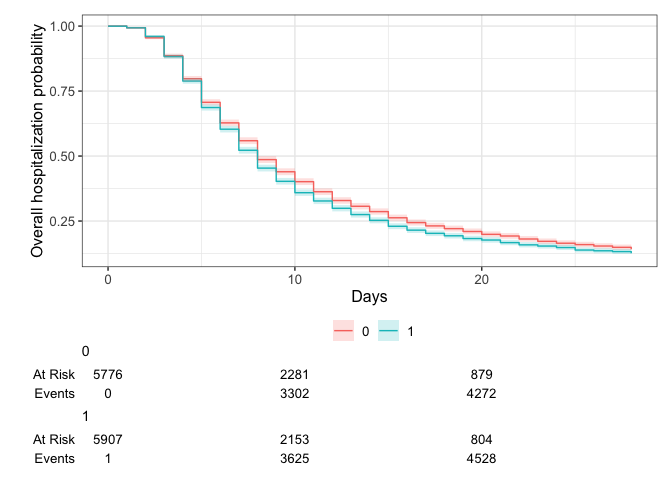 Overall hospitalization probability
1.00
0.75
0.50
0.25
0 10 20
Days
0 1
0
At Risk 5776 2281 879
Events 0 3302 4272
1
At Risk 5907 2153 804
Events 1 3625 4528